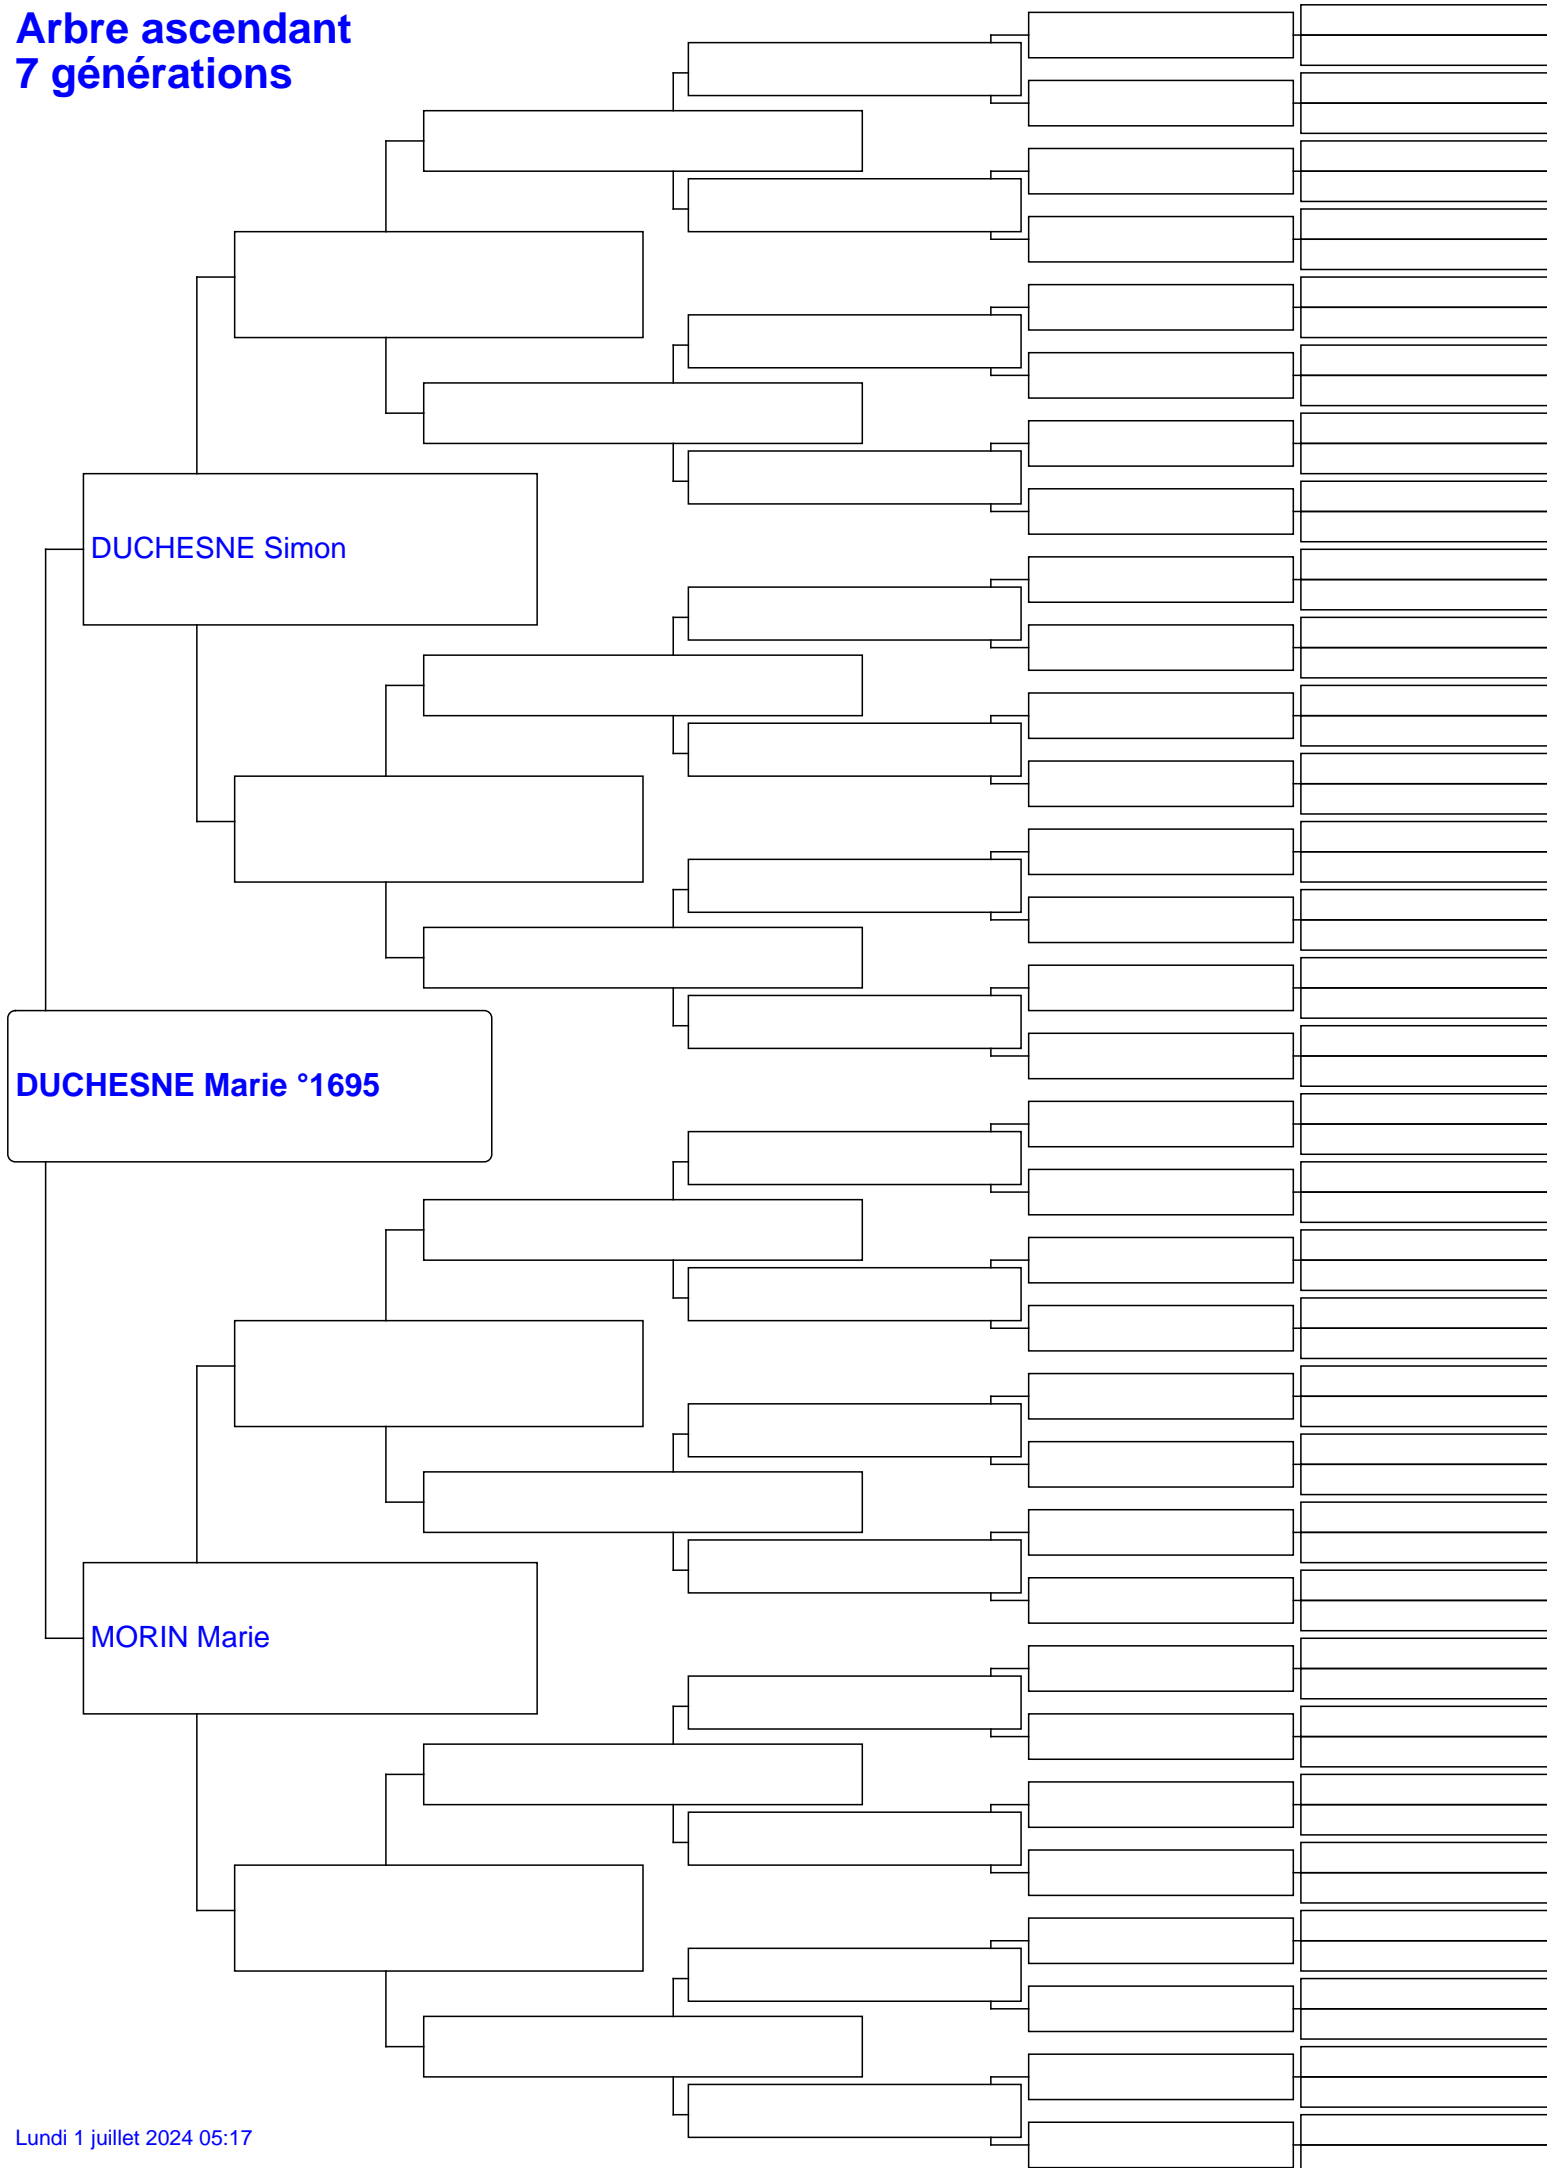 Arbre ascendant
7 générations
DUCHESNE Simon
DUCHESNE Marie °1695
MORIN Marie
Lundi 1 juillet 2024 05:17